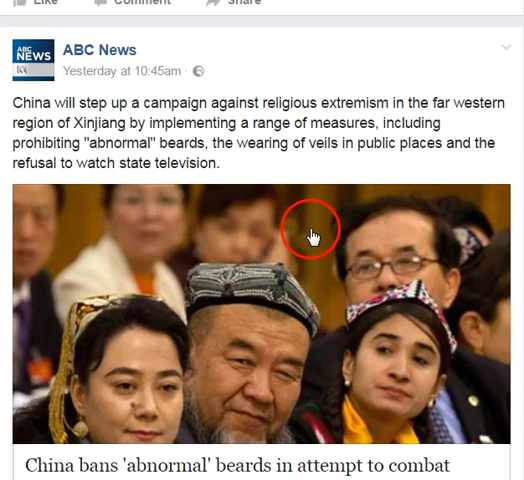 Like Comment Share
ABC NEWS
ABC News
Yesterday at 10:45am ·
China will step up a campaign against religious extremism in the far western
region of Xinjiang by implementing a range of measures, including
prohibiting "abnormal" beards, the wearing of veils in public places and the
refusal to watch state television.
China bans 'abnormal' beards in attempt to combat